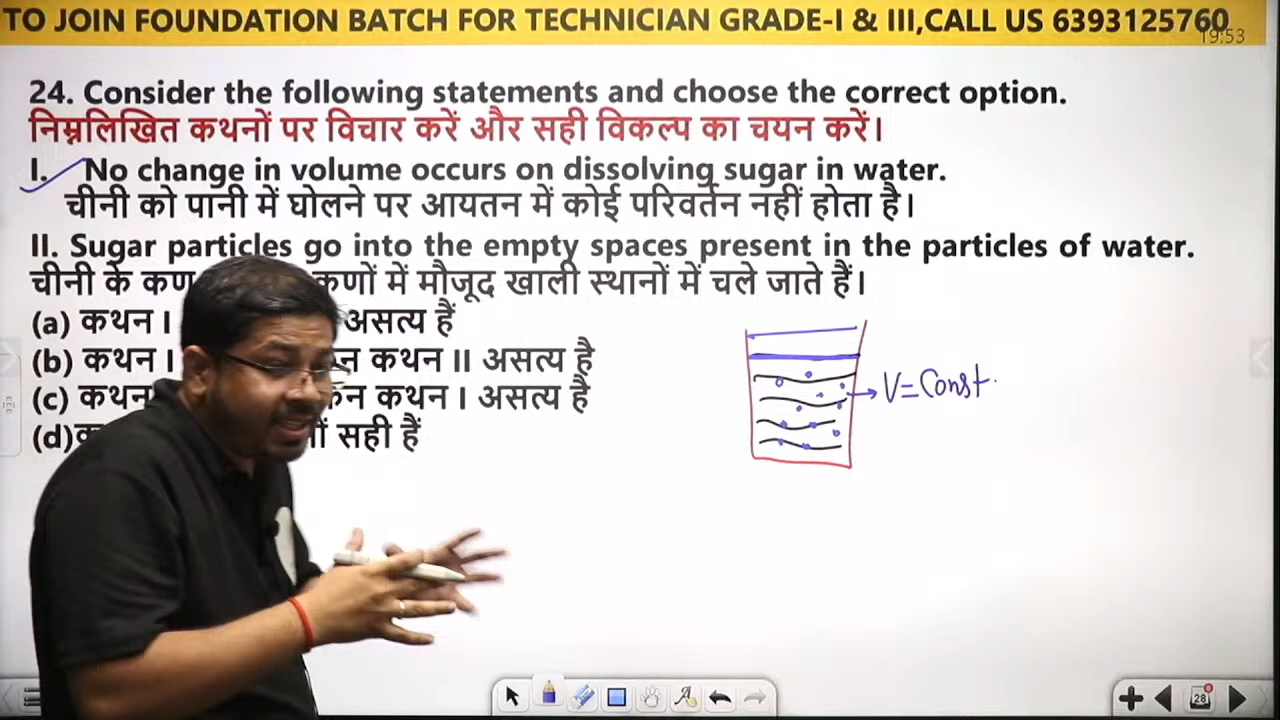 TO JOIN FOUNDATION BATCH FOR TECHNICIAN GRADE-I & III,CALL US 6393125760
19:53
24. Consider the following statements and choose the correct option.
निम्नलिखित कथनों पर विचार करें और सही विकल्प का चयन करें।
I. No change in volume occurs on dissolving sugar in water.
चीनी को पानी में घोलने पर आयतन में कोई परिवर्तन नहीं होता है।
II. Sugar particles go into the empty spaces present in the particles of water.
चीनी के कण कणों में मौजूद खाली स्थानों में चले जाते हैं।
(a) कथन I असत्य हैं
(b) कथन I कथन II असत्य है
(c) कथन कथन I असत्य है
(d) सही हैं
V=Const.
28